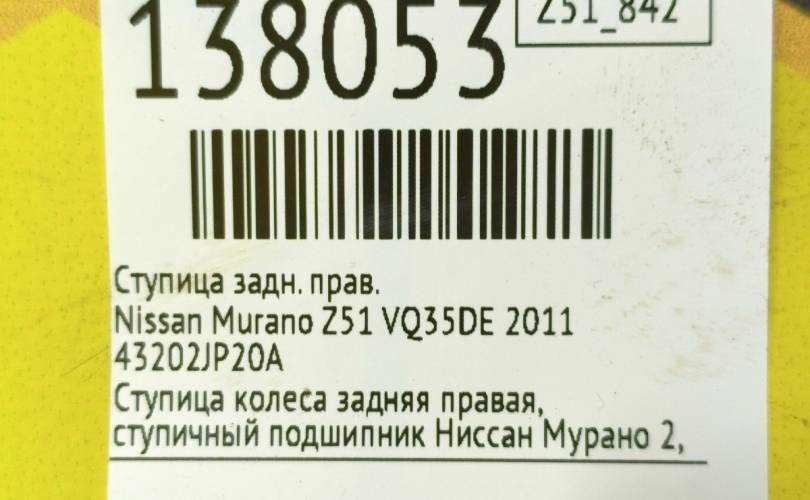 138053
Z51_842
Ступица задн. прав.
Nissan Murano Z51 VQ35DE 2011
43202JP20A
Ступица колеса задняя правая,
ступичный подшипник Ниссан Мурано 2,